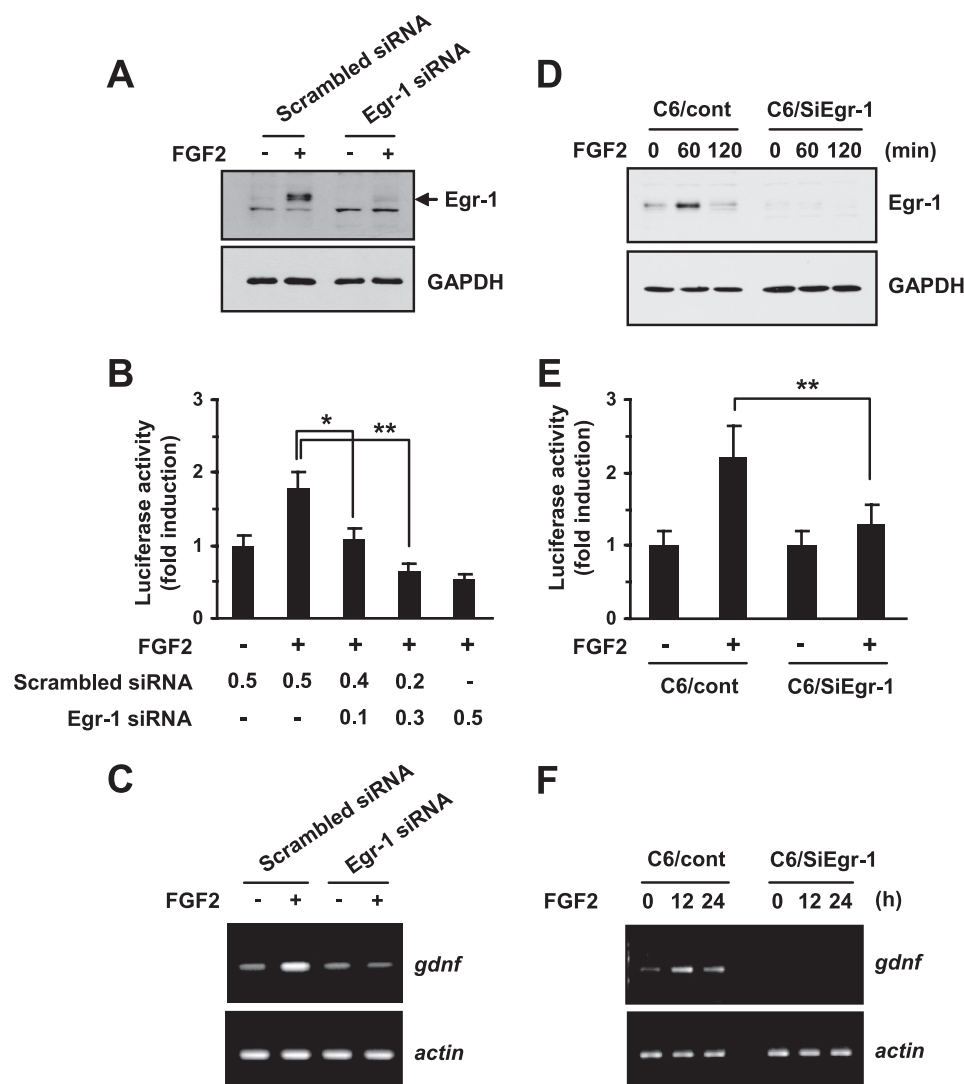 A
Scrambled siRNA
Egr-1 siRNA
FGF2 - + - +
Egr-1
GAPDH
B
Luciferase activity
(fold induction)
3
2
1
0
*
**
FGF2 - + + + +
Scrambled siRNA 0.5 0.5 0.4 0.2 -
Egr-1 siRNA - - 0.1 0.3 0.5
C
Scrambled siRNA
Egr-1 siRNA
FGF2 - + - +
gdnf
actin
D
C6/cont C6/SiEgr-1
FGF2 0 60 120 0 60 120 (min)
Egr-1
GAPDH
E
Luciferase activity
(fold induction)
3
2
1
0
**
FGF2 - + - +
C6/cont C6/SiEgr-1
F
C6/cont C6/SiEgr-1
FGF2 0 12 24 0 12 24 (h)
gdnf
actin